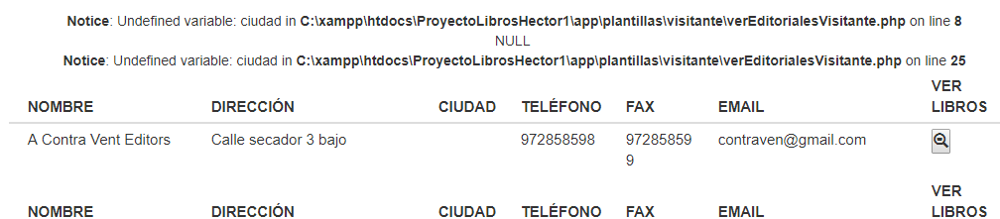 Notice: Undefined variable: ciudad in C:\xampp\htdocs\ProyectoLibrosHector1\app\plantillas\visitante\verEditorialesVisitante.php on line 8
NULL
Notice: Undefined variable: ciudad in C:\xampp\htdocs\ProyectoLibrosHector1\app\plantillas\visitante\verEditorialesVisitante.php on line 25
NOMBRE DIRECCIÓN CIUDAD TELÉFONO FAX EMAIL VER LIBROS
A Contra Vent Editors Calle secador 3 bajo 972858598 97285859
9 contraven@gmail.com
NOMBRE DIRECCIÓN CIUDAD TELÉFONO FAX EMAIL VER LIBROS